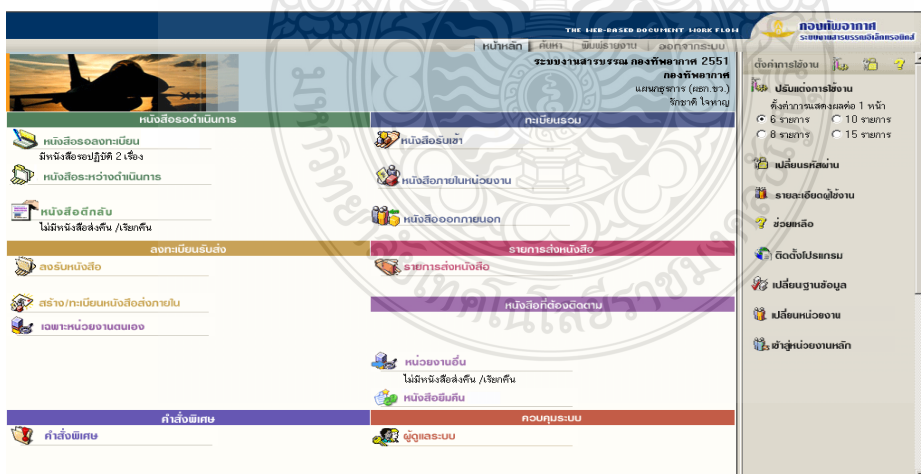 THE WEB-BASED DOCUMENT WORK FLOW
กองทัพอากาศ
ระบบงานสารบรรณอิเล็กทรอนิกส์
หน้าหลัก | ค้นหา | พิมพ์รายงาน | ออกจากระบบ
ระบบงานสารบรรณ กองทัพอากาศ 2551
กองทัพอากาศ
แผนกธุรการ (ผธก.ขว.)
รักชาติ ใจหาญ
หนังสือรอดำเนินการ
หนังสือรอลงทะเบียน
มีหนังสือรอปฏิบัติ 2 เรื่อง
หนังสือระหว่างดำเนินการ
หนังสือตีกลับ
ไม่มีหนังสือส่งคืน /เรียกคืน
ทะเบียนรวม
หนังสือรับเข้า
หนังสือภายในหน่วยงาน
หนังสือออกภายนอก
ลงทะเบียนรับส่ง
ลงรับหนังสือ
สร้าง/ทะเบียนหนังสือส่งภายใน
เฉพาะหน่วยงานตนเอง
รายการส่งหนังสือ
รายการส่งหนังสือ
หนังสือที่ต้องติดตาม
หน่วยงานอื่น
ไม่มีหนังสือส่งคืน /เรียกคืน
หนังสือยืมคืน
คำสั่งพิเศษ
คำสั่งพิเศษ
ควบคุมระบบ
ผู้ดูแลระบบ
ตั้งค่าการใช้งาน
ปรับแต่งการใช้งาน
ตั้งค่าการแสดงผลต่อ 1 หน้า
6 รายการ 10 รายการ
8 รายการ 15 รายการ
เปลี่ยนรหัสผ่าน
รายละเอียดผู้ใช้งาน
ช่วยเหลือ
ติดตั้งโปรแกรม
เปลี่ยนฐานข้อมูล
เปลี่ยนหน่วยงาน
เข้าสู่หน่วยงานหลัก